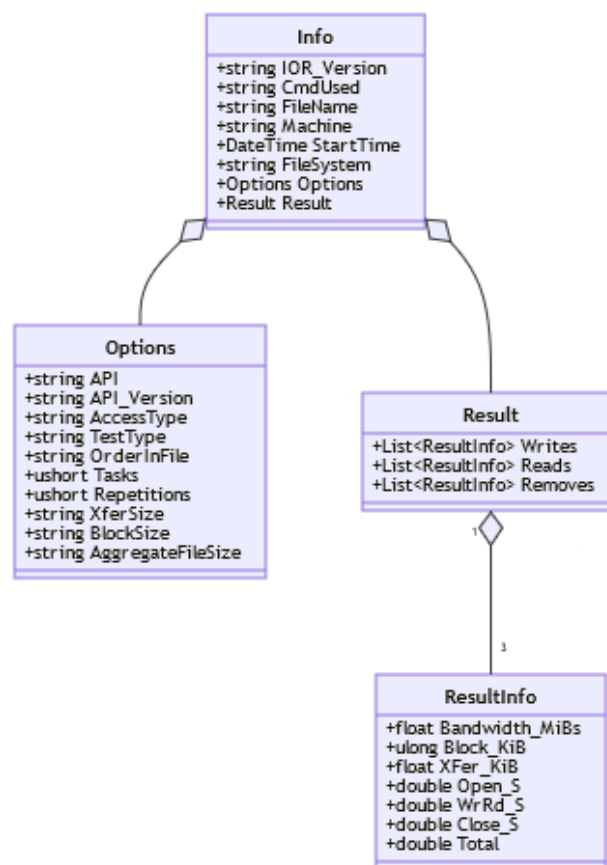 Info
+string IOR_Version
+string CmdUsed
+string FileName
+string Machine
+DateTime StartTime
+string FileSystem
+Options Options
+Result Result
Options
+string API
+string API_Version
+string AccessType
+string TestType
+string OrderInFile
+ushort Tasks
+ushort Repetitions
+string XferSize
+string BlockSize
+string AggregateFileSize
Result
+List<ResultInfo> Writes
+List<ResultInfo> Reads
+List<ResultInfo> Removes
1
3
ResultInfo
+float Bandwidth_MiBs
+ulong Block_KiB
+float XFer_KiB
+double Open_S
+double WrRd_S
+double Close_S
+double Total